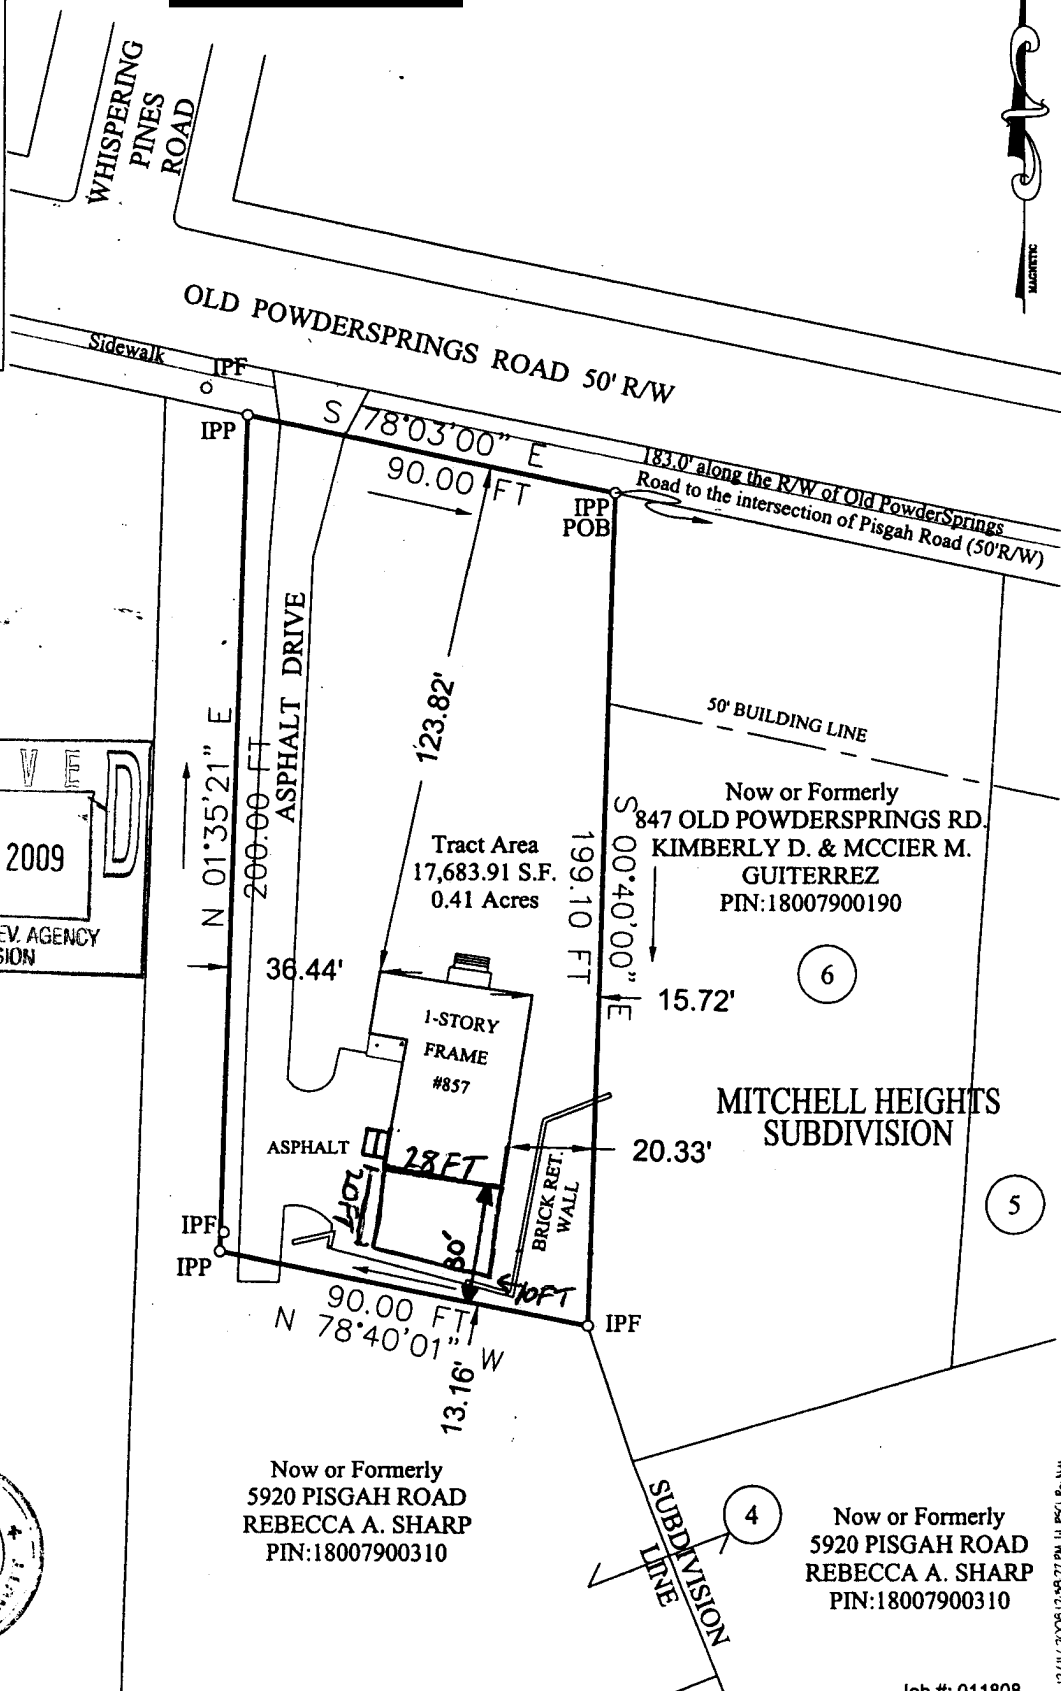 WHISPERING
PINES
ROAD
MAGNETIC
OLD POWDERSPRINGS ROAD 50' R/W
Sidewalk
IPF
IPP
S 78°03'00" E
90.00 FT
183.0' along the R/W of Old PowderSprings
Road to the intersection of Pisgah Road (50'R/W)
IPP
POB
ASPHALT DRIVE
123.82'
50' BUILDING LINE
N 01°35'21" E
200.00 FT
V E D
2009
EV. AGENCY
SION
Tract Area
17,683.91 S.F.
0.41 Acres
S 00°40'00" E
199.10 FT
Now or Formerly
847 OLD POWDERSPRINGS RD.
KIMBERLY D. & MCCIER M.
GUITERREZ
PIN:18007900190
6
36.44'
15.72'
1-STORY
FRAME
#857
MITCHELL HEIGHTS
SUBDIVISION
ASPHALT
28FT
20FT
30'
BRICK RET.
WALL
20.33'
5
IPF
IPP
10FT
90.00 FT
N 78°40'01" W
13.16'
IPF
Now or Formerly
5920 PISGAH ROAD
REBECCA A. SHARP
PIN:18007900310
SUBDIVISION
LINE
4
Now or Formerly
5920 PISGAH ROAD
REBECCA A. SHARP
PIN:18007900310
Job #: 011808